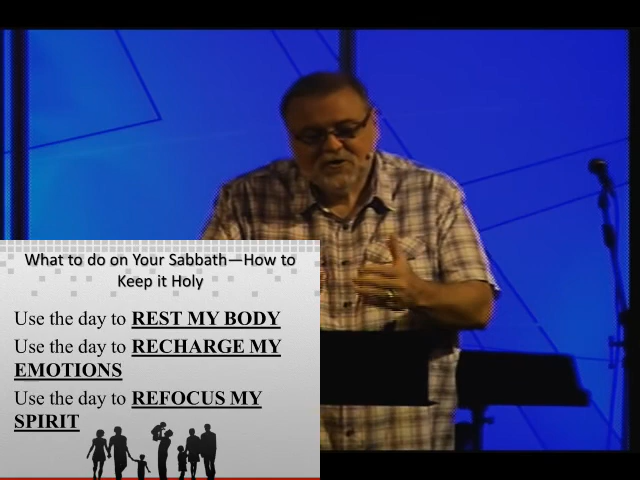 What to do on Your Sabbath—How to
Keep it Holy
Use the day to REST MY BODY
Use the day to RECHARGE MY
EMOTIONS
Use the day to REFOCUS MY
SPIRIT